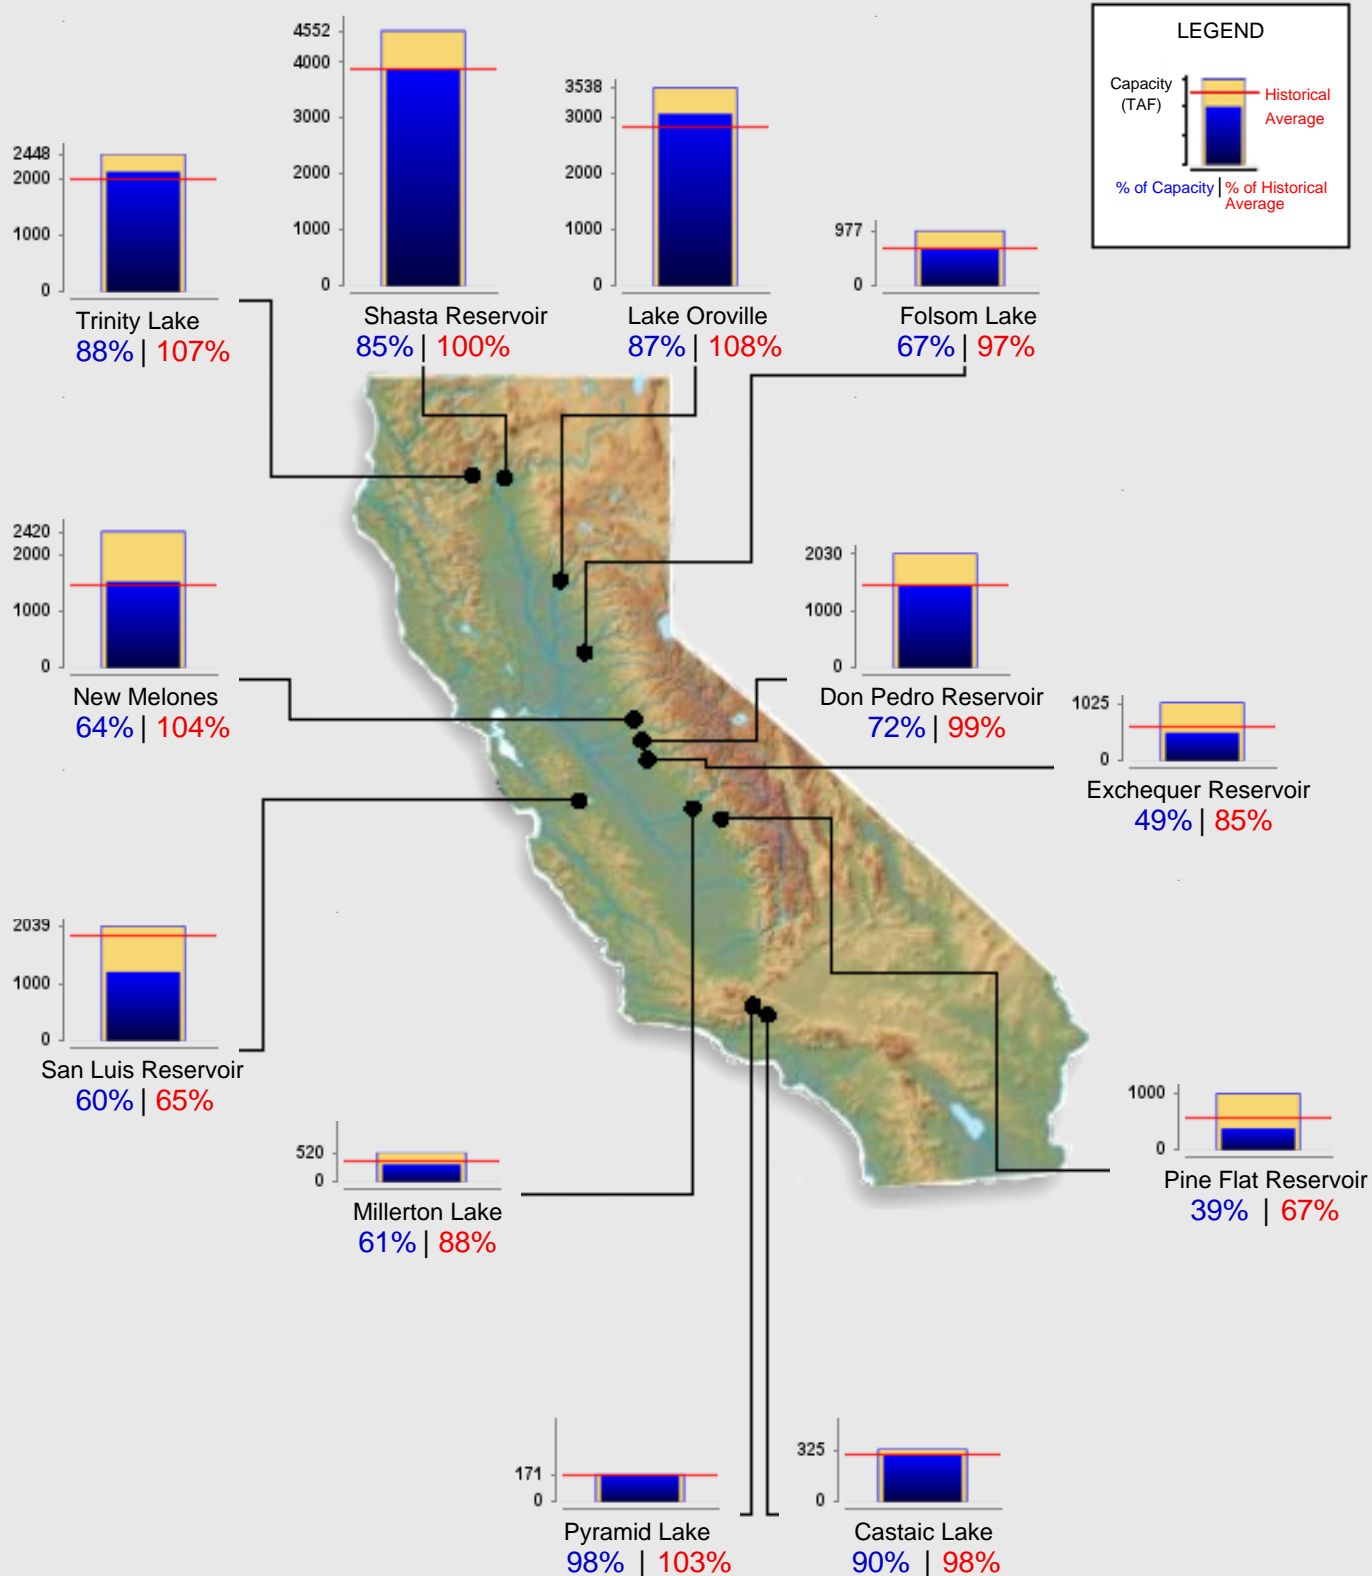 LEGEND
Capacity
(TAF)
Historical
Average
% of Capacity | % of Historical
Average
4552
4000
3000
2000
1000
0
Shasta Reservoir
85% | 100%
3538
3000
2000
1000
0
Lake Oroville
87% | 108%
2448
2000
1000
0
Trinity Lake
88% | 107%
977
0
Folsom Lake
67% | 97%
2420
2000
1000
0
New Melones
64% | 104%
2030
1000
0
Don Pedro Reservoir
72% | 99%
1025
0
Exchequer Reservoir
49% | 85%
2039
1000
0
San Luis Reservoir
60% | 65%
520
0
Millerton Lake
61% | 88%
1000
0
Pine Flat Reservoir
39% | 67%
171
0
Pyramid Lake
98% | 103%
325
0
Castaic Lake
90% | 98%